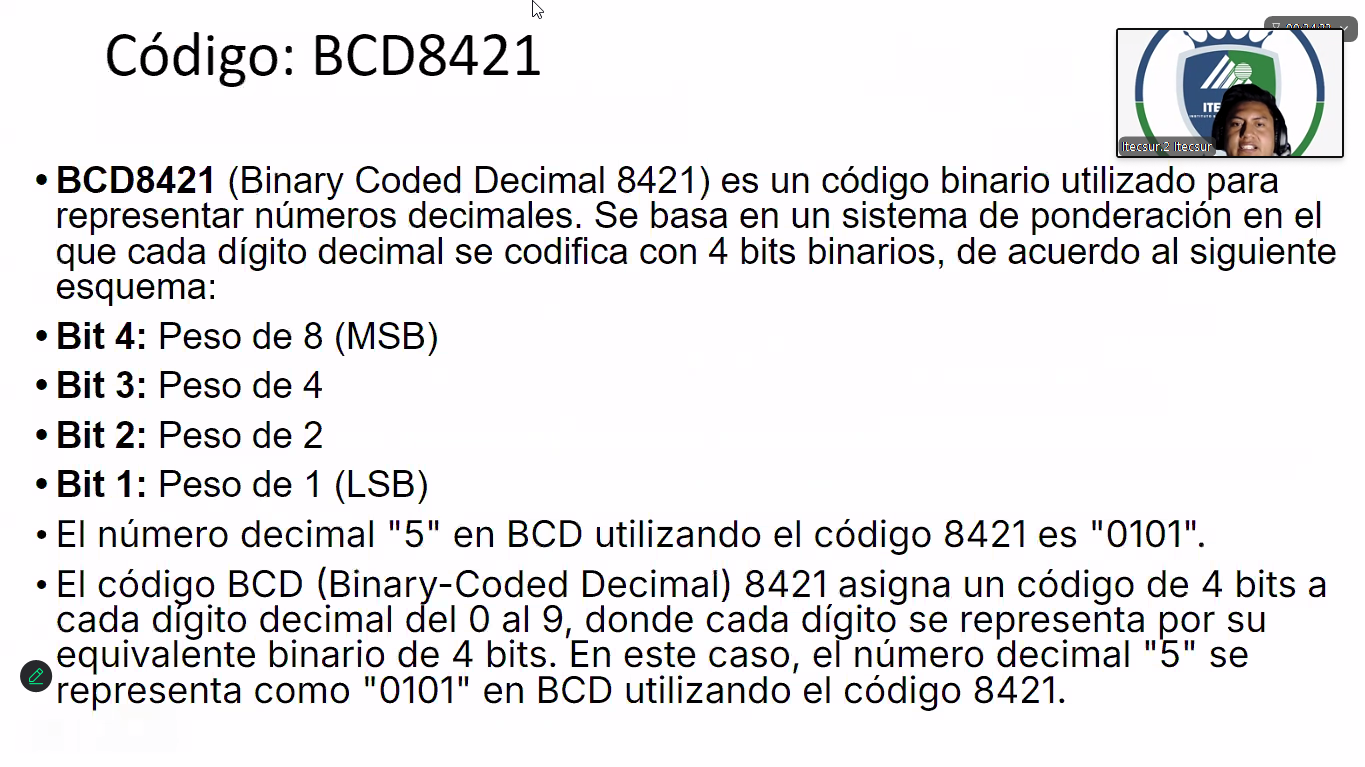 Código: BCD8421
Itecsur.2 Itecsur
• BCD8421 (Binary Coded Decimal 8421) es un código binario utilizado para
representar números decimales. Se basa en un sistema de ponderación en el
que cada dígito decimal se codifica con 4 bits binarios, de acuerdo al siguiente
esquema:
• Bit 4: Peso de 8 (MSB)
• Bit 3: Peso de 4
• Bit 2: Peso de 2
• Bit 1: Peso de 1 (LSB)
• El número decimal "5" en BCD utilizando el código 8421 es "0101".
• El código BCD (Binary-Coded Decimal) 8421 asigna un código de 4 bits a
cada dígito decimal del 0 al 9, donde cada dígito se representa por su
equivalente binario de 4 bits. En este caso, el número decimal "5" se
representa como "0101" en BCD utilizando el código 8421.